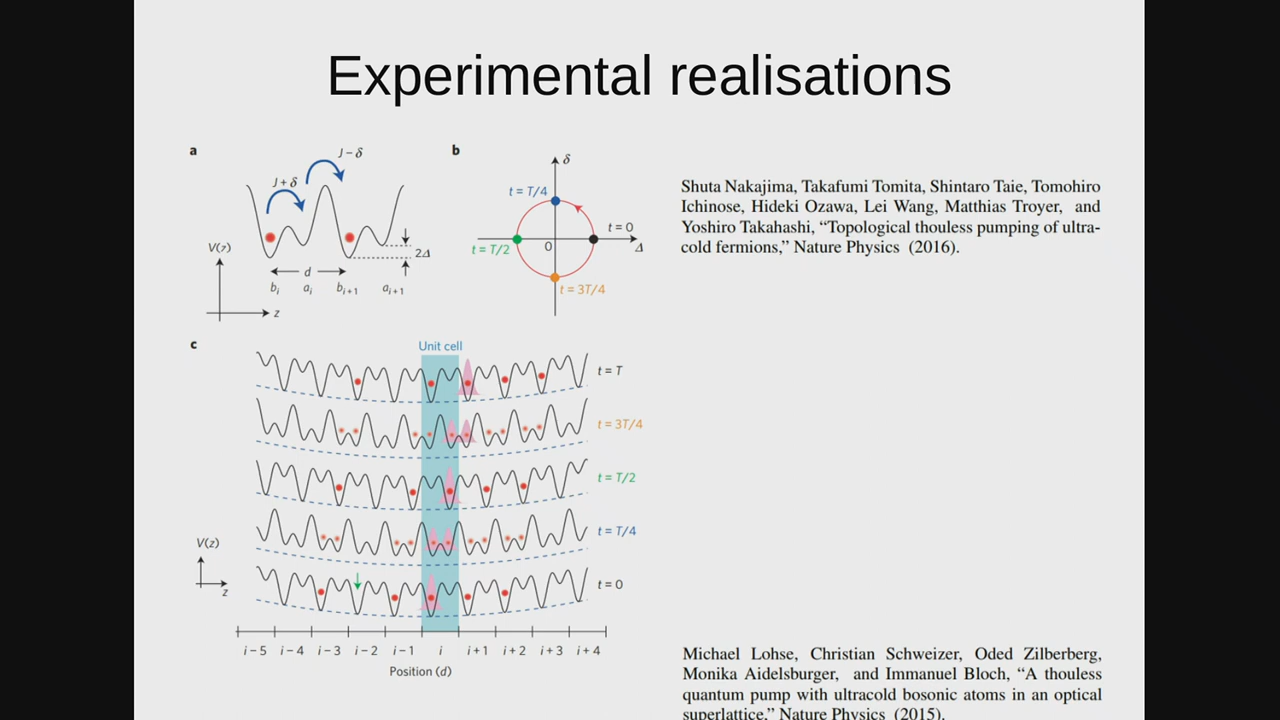 Experimental realisations
a
J – δ
J + δ
V(z)
2Δ
d
b_i
a_i
b_{i+1}
a_{i+1}
z
b
δ
t = T/4
t = 0
t = T/2
0
Δ
t = 3T/4
Shuta Nakajima, Takafumi Tomita, Shintaro Taie, Tomohiro
Ichinose, Hideki Ozawa, Lei Wang, Matthias Troyer, and
Yoshiro Takahashi, “Topological thouless pumping of ultra-
cold fermions,” Nature Physics (2016).
c
Unit cell
t = T
t = 3T/4
t = T/2
t = T/4
t = 0
V(z)
z
i – 5 i – 4 i – 3 i – 2 i – 1 i i + 1 i + 2 i + 3 i + 4
Position (d)
Michael Lohse, Christian Schweizer, Oded Zilberberg,
Monika Aidelsburger, and Immanuel Bloch, “A thouless
quantum pump with ultracold bosonic atoms in an optical
superlattice,” Nature Physics (2015).